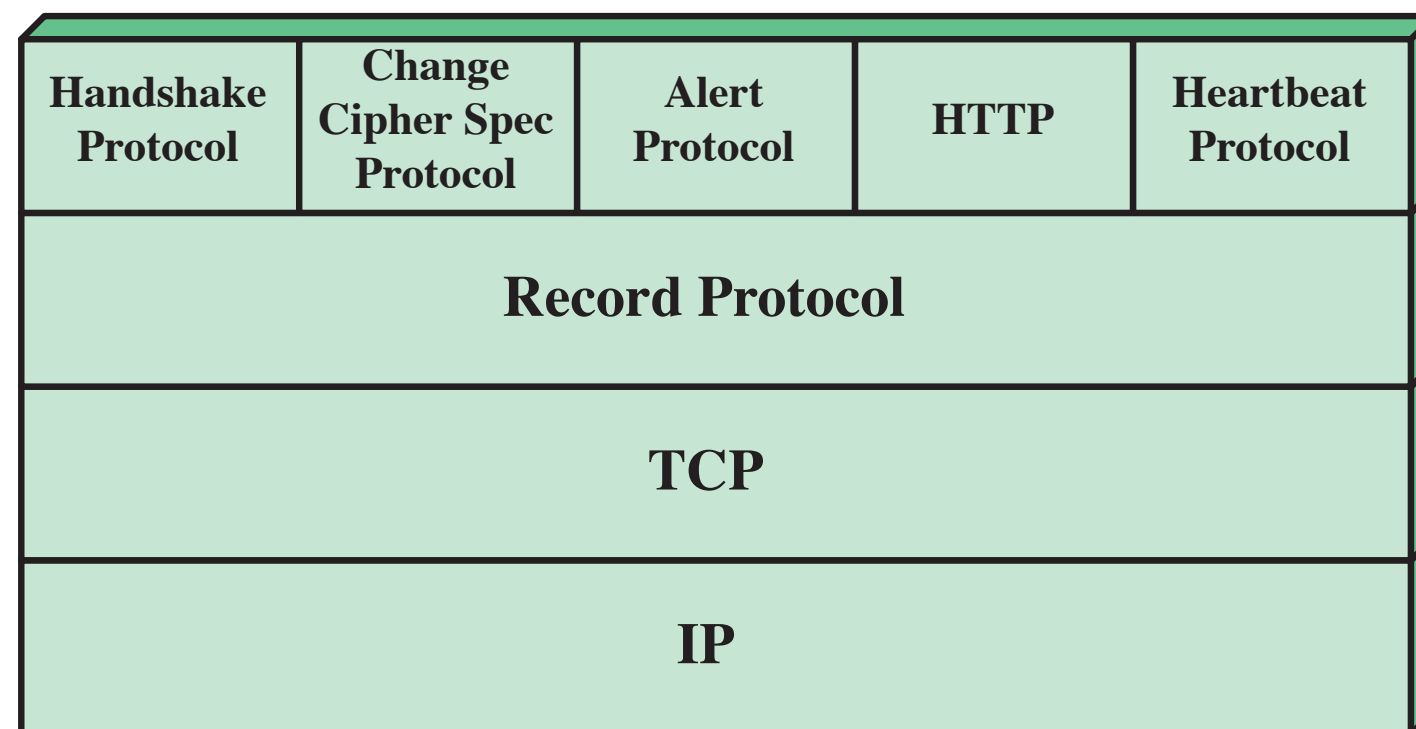 Handshake
Protocol
Change
Cipher Spec
Protocol
Alert
Protocol
HTTP
Heartbeat
Protocol
Record Protocol
TCP
IP